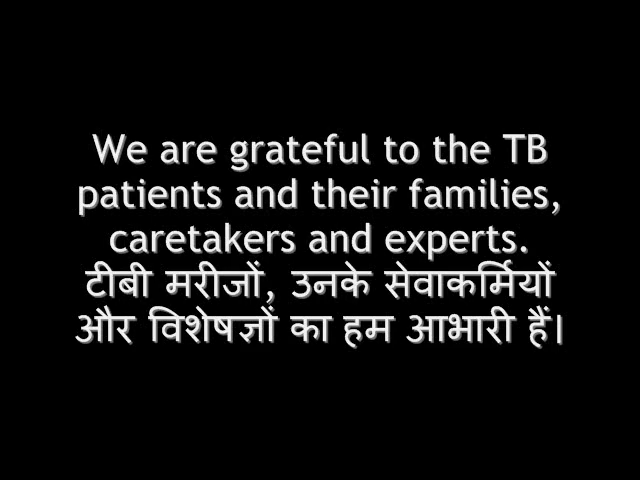 We are grateful to the TB
patients and their families,
caretakers and experts.
टीबी मरीजों, उनके सेवाकर्मियों
और विशेषज्ञों का हम आभारी हैं।